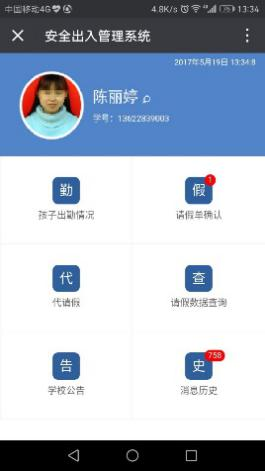 中国移动4G
4.8K/s
13:34
安全出入管理系统
2017年5月19日 13:34:8
陈丽婷
学号：13622839003
勤
孩子出勤情况
假
1
请假单确认
代
代请假
查
请假数据查询
告
学校公告
史
758
消息历史